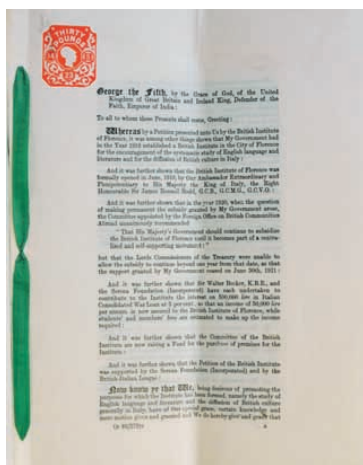 THIRTY
POUNDS
George the Fifth, by the Grace of God, of the United
Kingdom of Great Britain and Ireland King, Defender of the
Faith, Emperor of India:
To all to whom these Presents shall come, Greeting:
Whereas by a Petition presented unto Us by the British Institute
of Florence, it was among other things shown that My Government had
in the Year 1918 established a British Institute in the City of Florence
for the encouragement of the systematic study of English language and
literature and for the diffusion of British culture in Italy:
And it was further shown that the British Institute of Florence was
formally opened in June, 1918, by Our Ambassador Extraordinary and
Plenipotentiary to His Majesty the King of Italy, the Right
Honourable Sir James Rennell Rodd, G.C.B., G.C.M.G., G.C.V.O.:
And it was further shown that in the year 1920, when the question
of making permanent the subsidy granted by My Government arose,
the Committee appointed by the Foreign Office on British Communities
Abroad unanimously recommended
"That His Majesty's Government should continue to subsidise
the British Institute of Florence until it becomes part of a centra-
lised and self-supporting movement:"
but that the Lords Commissioners of the Treasury were unable to
allow the subsidy to continue beyond one year from that date, so that
the support granted by My Government ceased on June 30th, 1921:
And it was further shown that Sir Walter Becker, K.B.E., and
the Serena Foundation (Incorporated) have each undertaken to
contribute to the Institute the interest on 500,000 lire in Italian
Consolidated War Loan at 5 per cent. so that an income of 50,000 lire
per annum, is now secured to the British Institute of Florence, while
students' and members' fees are estimated to make up the income
required:
And it was further shown that the Committee of the British
Institute are now raising a Fund for the purchase of premises for the
Institute:
And it was further shown that the Petition of the British Institute
was supported by the Serena Foundation (Incorporated) and by the
British-Italian League:
Now know ye that We, being desirous of promoting the
purposes for which the Institute has been formed, namely the study of
English language and literature and the diffusion of British culture
generally in Italy, have of Our special grace, certain knowledge and
mere motion given and granted and We do hereby give and grant that